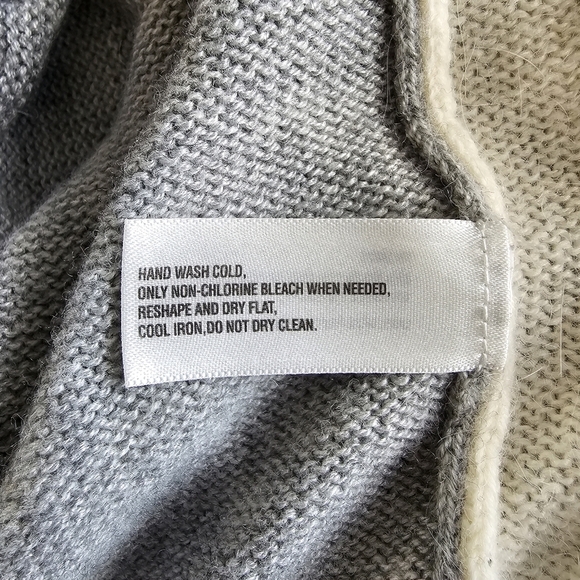 HAND WASH COLD,
ONLY NON-CHLORINE BLEACH WHEN NEEDED,
RESHAPE AND DRY FLAT,
COOL IRON,DO NOT DRY CLEAN.